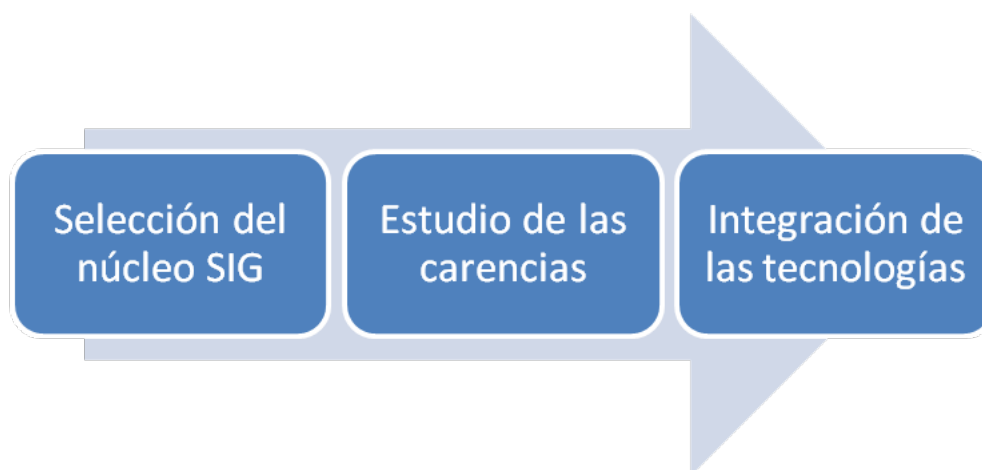 Selección del
núcleo SIG
Estudio de las
carencias
Integración de
las tecnologías